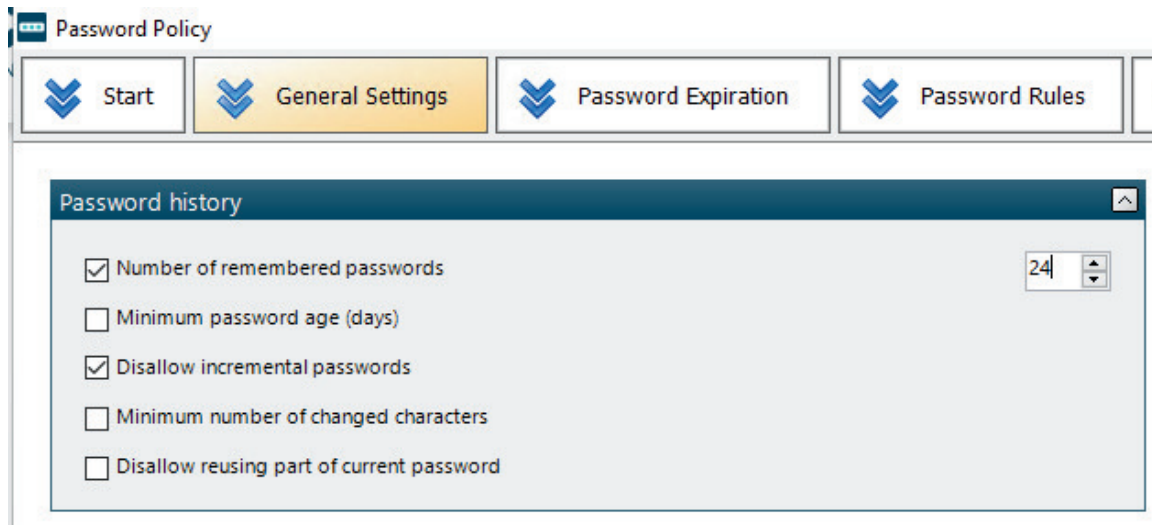 Password Policy
Start General Settings Password Expiration Password Rules
Password history
Number of remembered passwords 24
Minimum password age (days)
Disallow incremental passwords
Minimum number of changed characters
Disallow reusing part of current password